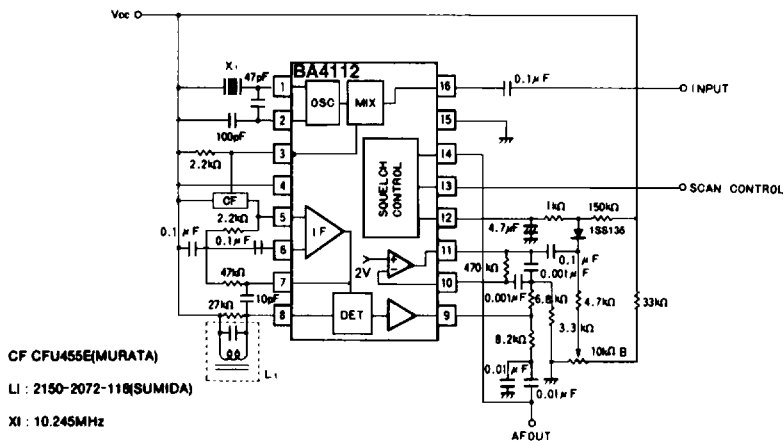 Vcc
X₁
47pF
BA4112
1
OSC
MIX
16
0.1μF
INPUT
2
15
100pF
3
14
2.2kΩ
4
SQUELCH CONTROL
13
SCAN CONTROL
CF
5
12
1kΩ
150kΩ
2.2kΩ
IF
4.7μF
1SS136
0.1μF
0.1μF
6
11
0.1μF
2V
+
−
470kΩ
0.001μF
47kΩ
7
10
10pF
0.001μF
6.8kΩ
4.7kΩ
33kΩ
27kΩ
8
DET
9
3.3kΩ
8.2kΩ
10kΩ B
L₁
0.01μF
0.01μF
AFOUT
CF CFU455E(MURATA)
LI : 2150-2072-118(SUMIDA)
XI : 10.245MHz